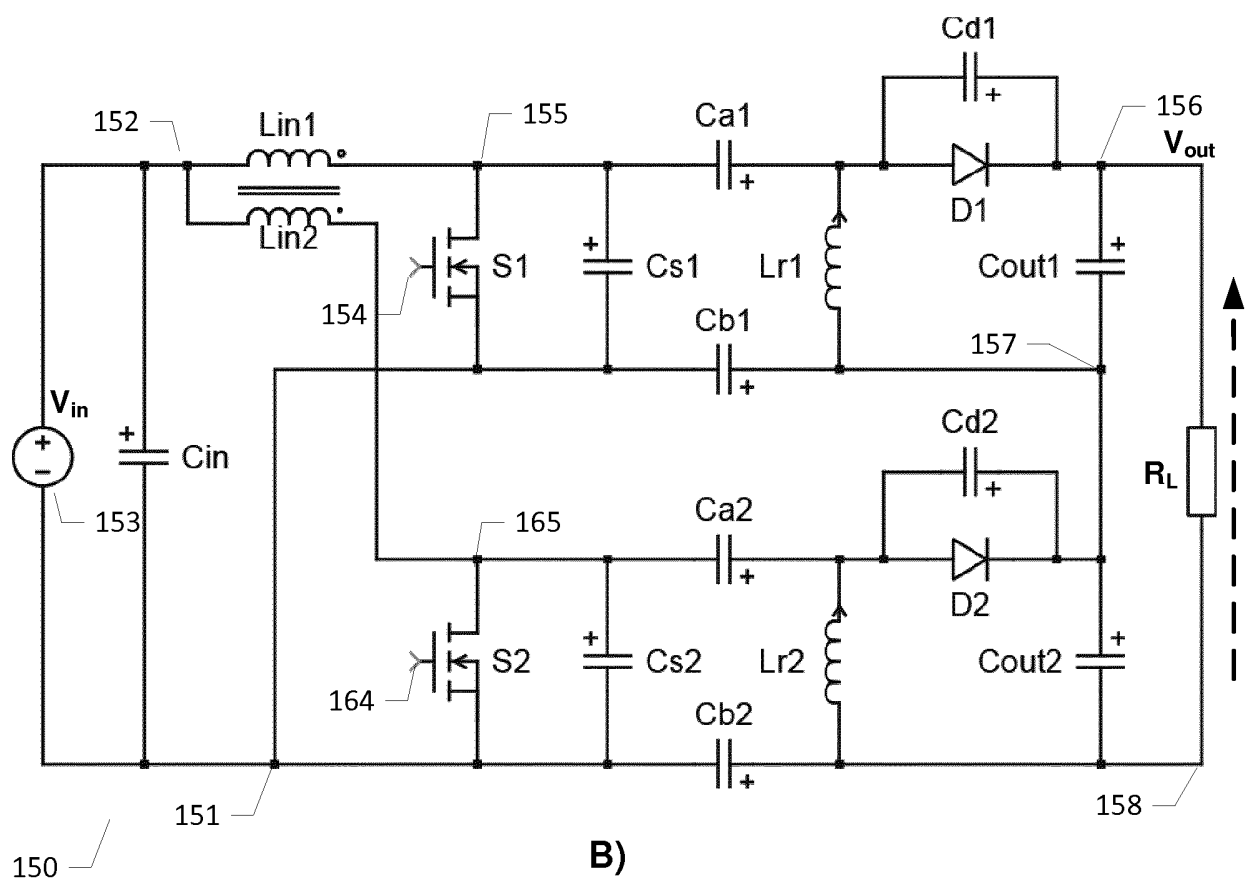 Cd1
152
Lin1
155
Ca1
156
Vout
D1
Lin2
154
S1
Cs1
Lr1
Cout1
Cb1
157
Vin
Cin
Cd2
153
165
Ca2
RL
D2
164
S2
Cs2
Lr2
Cout2
Cb2
151
158
150
B)